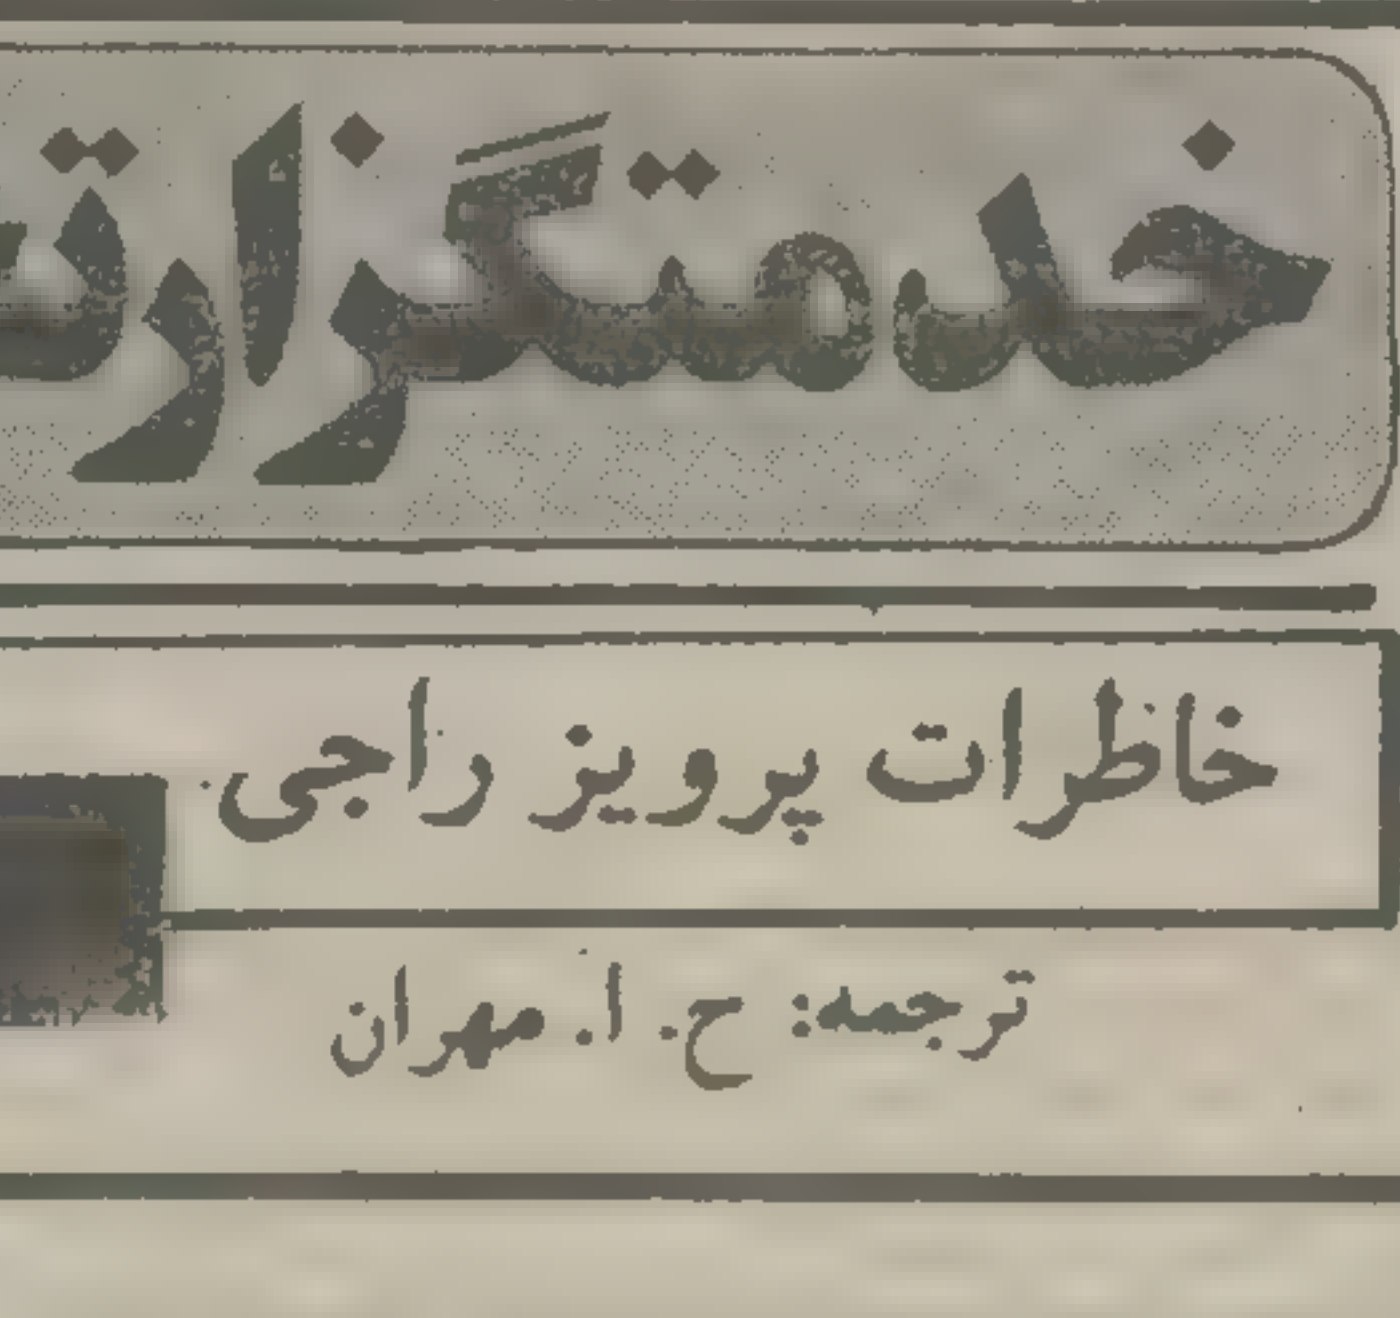 خدمتگزار
خاطرات پرویز راجی
ترجمه: ح. ا. مهران